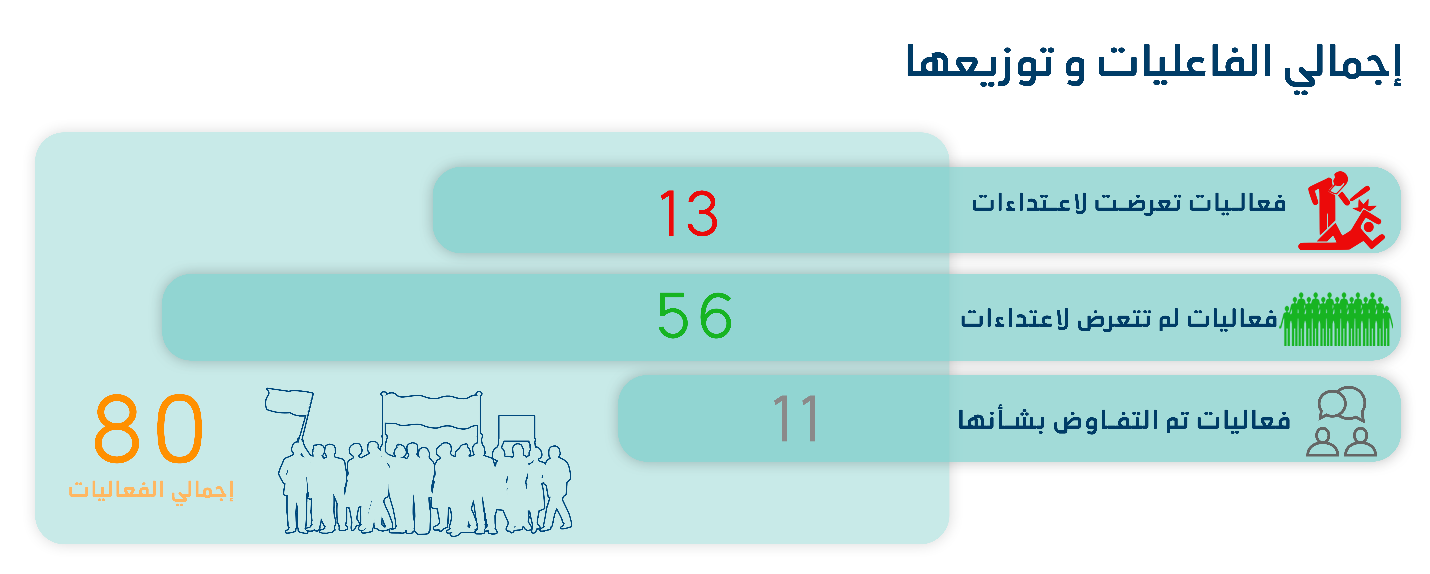 إجمالي الفاعليات و توزيعها
فعاليات تعرضت لاعتداءات
13
فعاليات لم تتعرض لاعتداءات
56
فعاليات تم التفاوض بشأنها
11
80
إجمالي الفعاليات